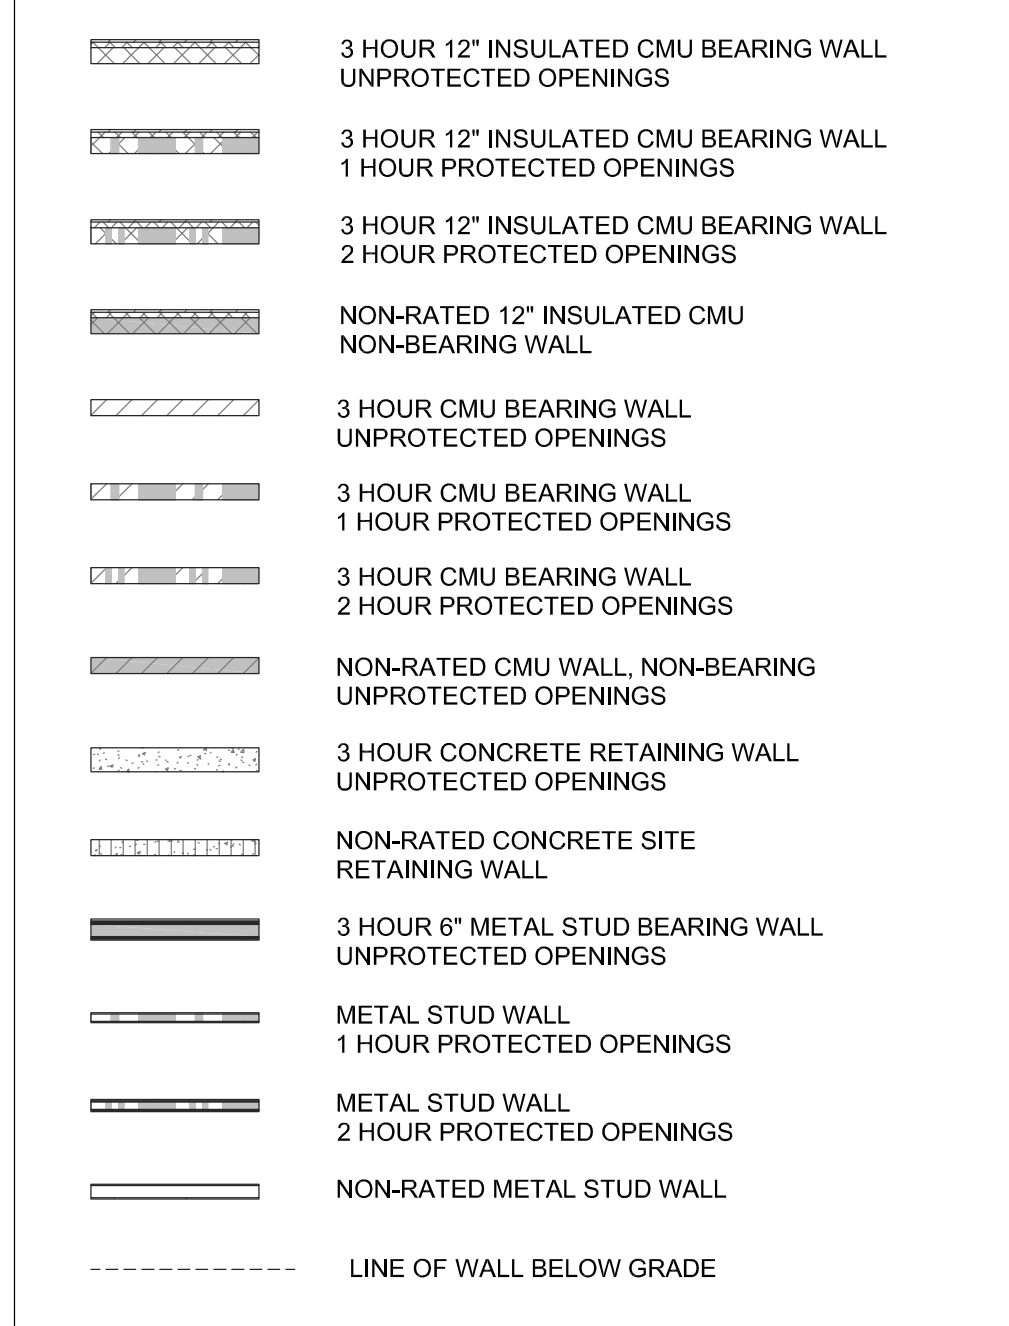 3 HOUR 12" INSULATED CMU BEARING WALL
UNPROTECTED OPENINGS
3 HOUR 12" INSULATED CMU BEARING WALL
1 HOUR PROTECTED OPENINGS
3 HOUR 12" INSULATED CMU BEARING WALL
2 HOUR PROTECTED OPENINGS
NON-RATED 12" INSULATED CMU
NON-BEARING WALL
3 HOUR CMU BEARING WALL
UNPROTECTED OPENINGS
3 HOUR CMU BEARING WALL
1 HOUR PROTECTED OPENINGS
3 HOUR CMU BEARING WALL
2 HOUR PROTECTED OPENINGS
NON-RATED CMU WALL, NON-BEARING
UNPROTECTED OPENINGS
3 HOUR CONCRETE RETAINING WALL
UNPROTECTED OPENINGS
NON-RATED CONCRETE SITE
RETAINING WALL
3 HOUR 6" METAL STUD BEARING WALL
UNPROTECTED OPENINGS
METAL STUD WALL
1 HOUR PROTECTED OPENINGS
METAL STUD WALL
2 HOUR PROTECTED OPENINGS
NON-RATED METAL STUD WALL
LINE OF WALL BELOW GRADE